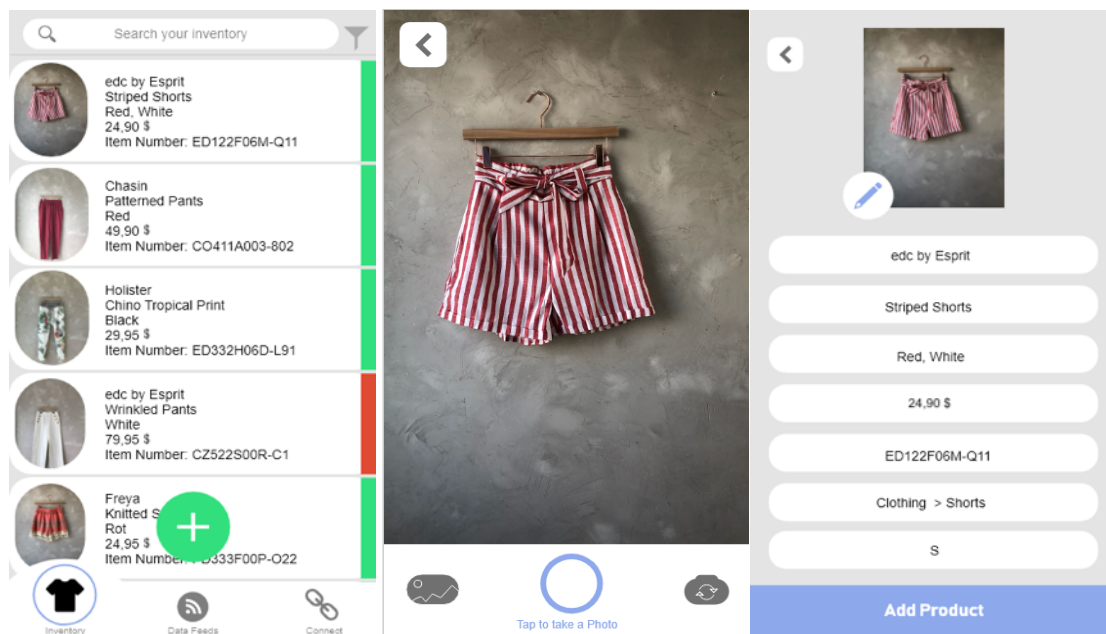 Search your inventory
edc by Esprit
Striped Shorts
Red, White
24,90 $
Item Number: ED122F06M-Q11
Chasin
Patterned Pants
Red
49,90 $
Item Number: CO411A003-802
Holister
Chino Tropical Print
Black
29,95 $
Item Number: ED332H06D-L91
edc by Esprit
Wrinkled Pants
White
79,95 $
Item Number: CZ522S00R-C1
Freya
Knitted S
Rot
24,95 $
Item Number: D333F00P-O22
Inventory
Data Feeds
Connect
Tap to take a Photo
edc by Esprit
Striped Shorts
Red, White
24,90 $
ED122F06M-Q11
Clothing > Shorts
S
Add Product